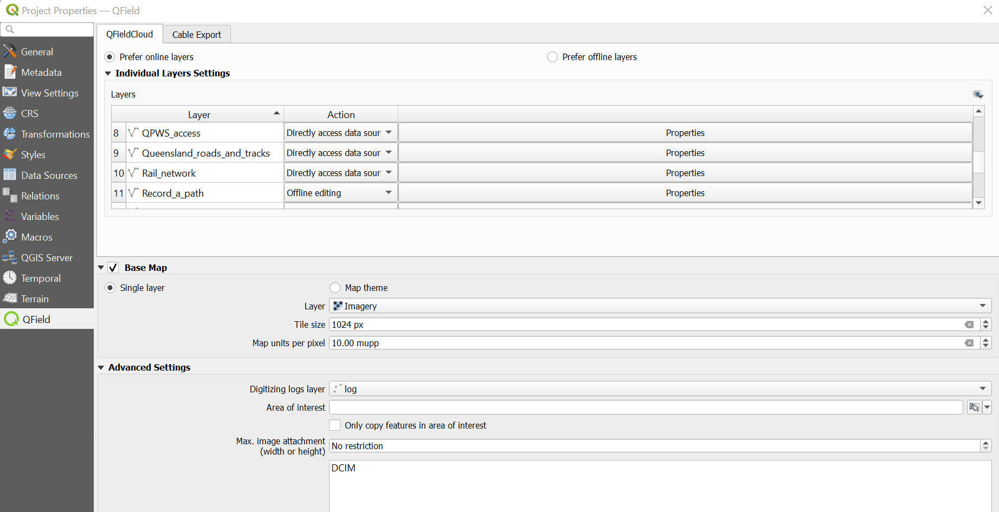 Project Properties — QField
General
Metadata
View Settings
CRS
Transformations
Styles
Data Sources
Relations
Variables
Macros
QGIS Server
Temporal
Terrain
QField
QFieldCloud
Cable Export
Prefer online layers
Prefer offline layers
Individual Layers Settings
Layers
Layer
Action
8 QPWS_access Directly access data sour Properties
9 Queensland_roads_and_tracks Directly access data sour Properties
10 Rail_network Directly access data sour Properties
11 Record_a_path Offline editing Properties
Base Map
Single layer
Map theme
Layer Imagery
Tile size 1024 px
Map units per pixel 10.00 mupp
Advanced Settings
Digitizing logs layer log
Area of interest
Only copy features in area of interest
Max. image attachment
(width or height) No restriction
DCIM